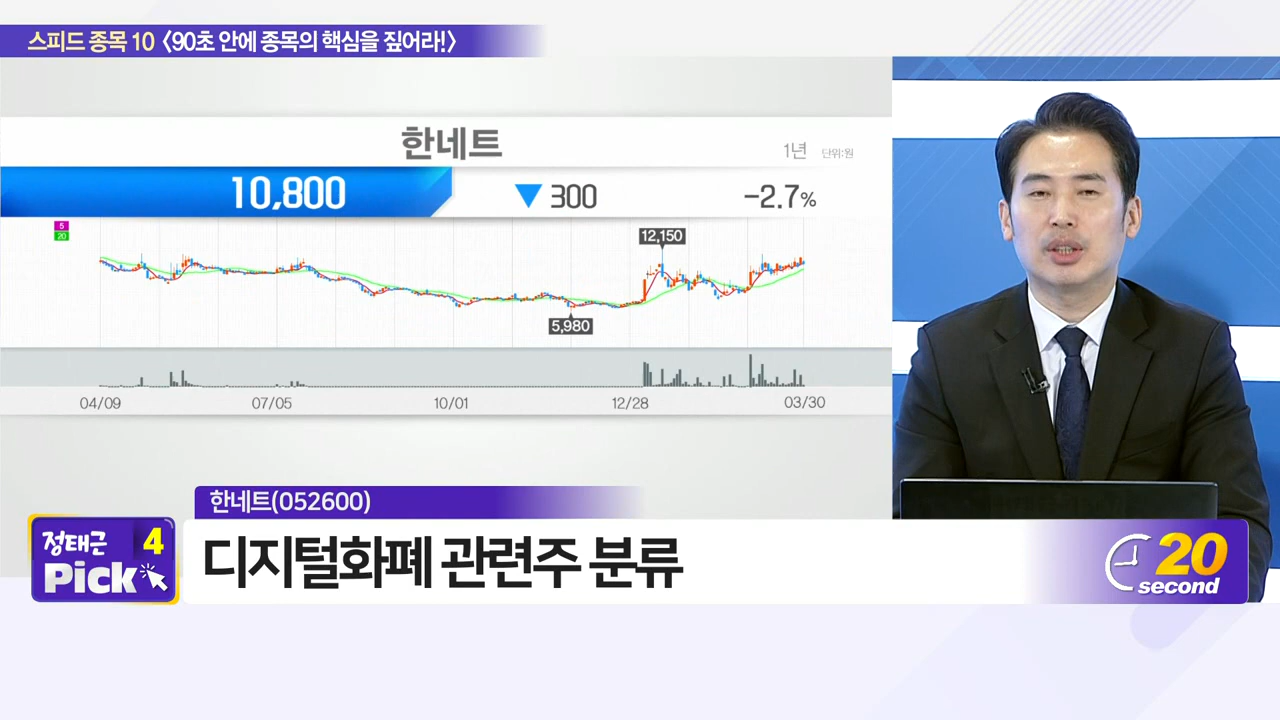 스피드 종목 10 〈90초 안에 종목의 핵심을 짚어라!〉
한네트
1년 단위:원
10,800 ▼ 300 -2.7%
5
20
12,150
5,980
04/09 07/05 10/01 12/28 03/30
한네트(052600)
정태근 4
Pick
디지털화폐 관련주 분류
20
second